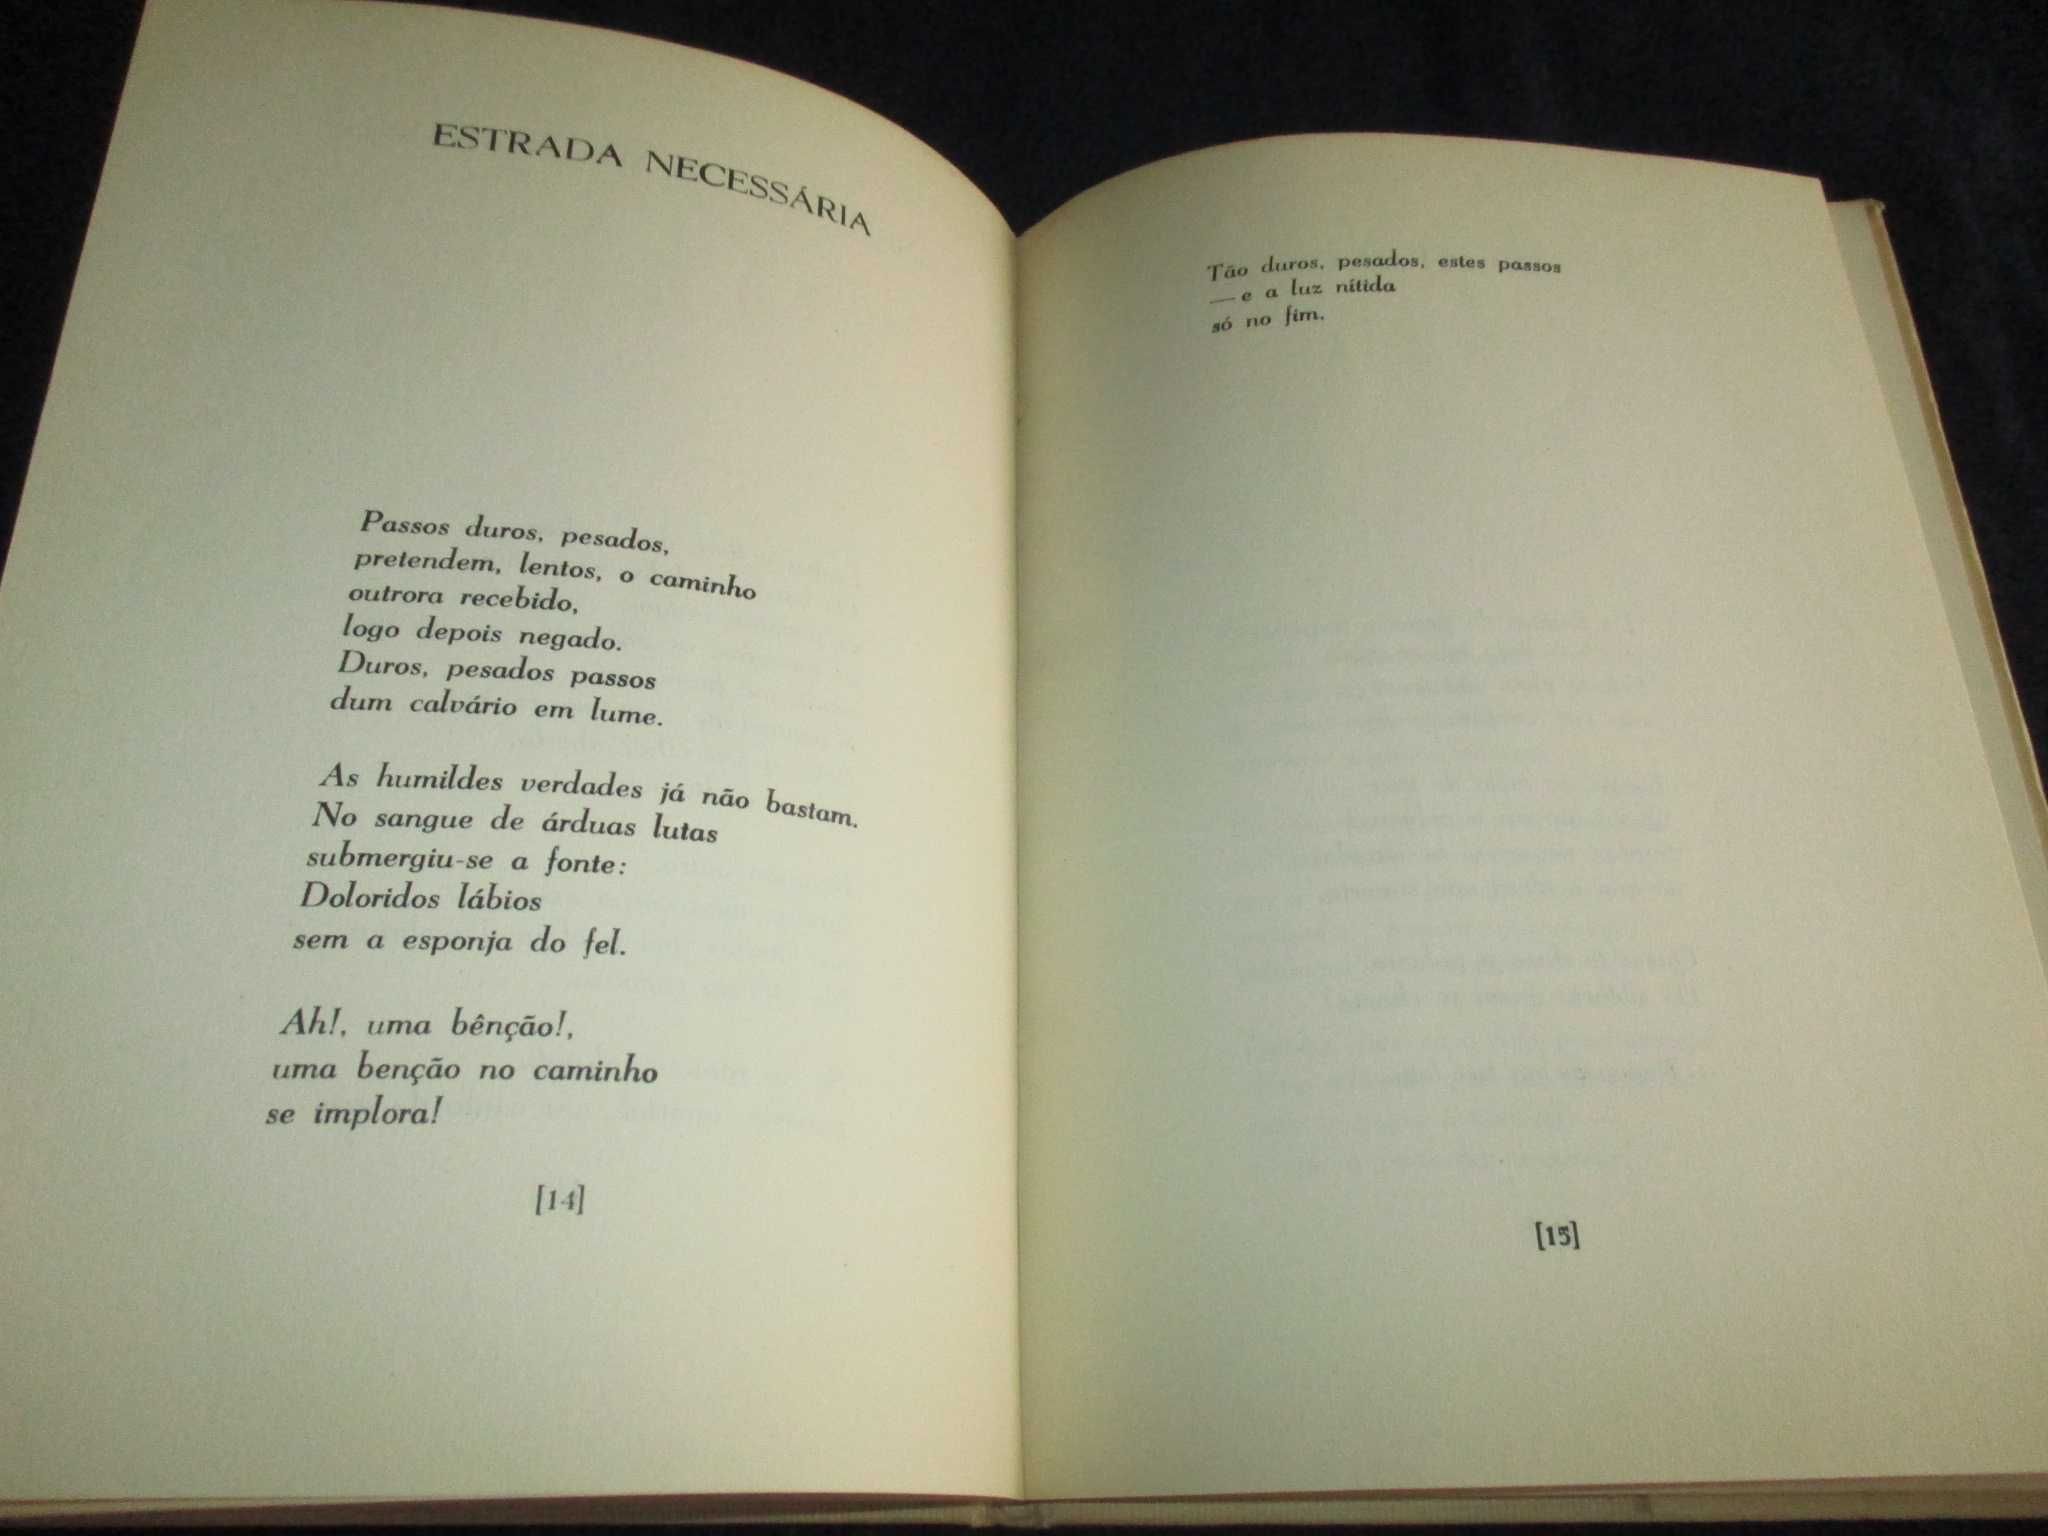 ESTRADA NECESSÁRIA
Passos duros, pesados,
pretendem, lentos, o caminho
outrora recebido,
logo depois negado.
Duros, pesados passos
dum calvário em lume.
As humildes verdades já não bastam.
No sangue de árduas lutas
submergiu-se a fonte:
Doloridos lábios
sem a esponja do fel.
Ah!, uma bênção!,
uma benção no caminho
se implora!
[14]
Tão duros, pesados, estes passos
— e a luz nítida
só no fim.
[15]